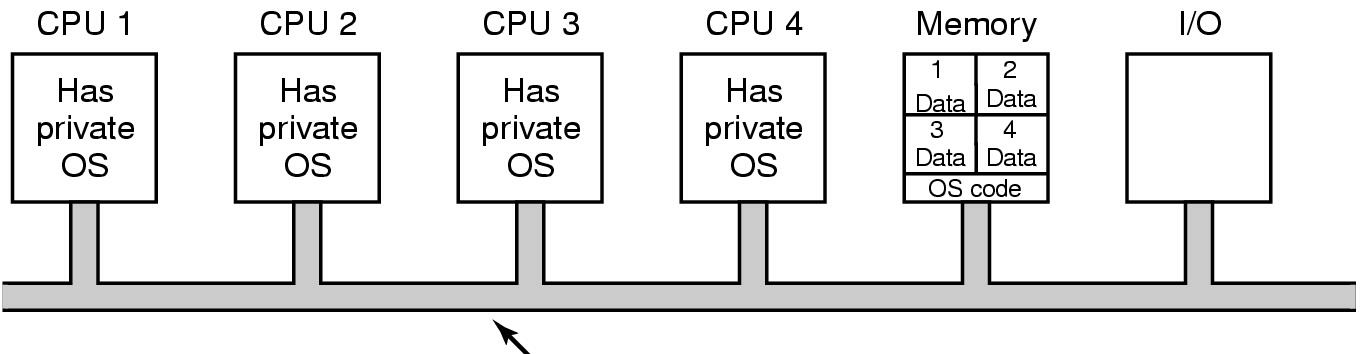 CPU 1
CPU 2
CPU 3
CPU 4
Memory
I/O
Has
private
OS
Has
private
OS
Has
private
OS
Has
private
OS
1
Data
2
Data
3
Data
4
Data
OS code